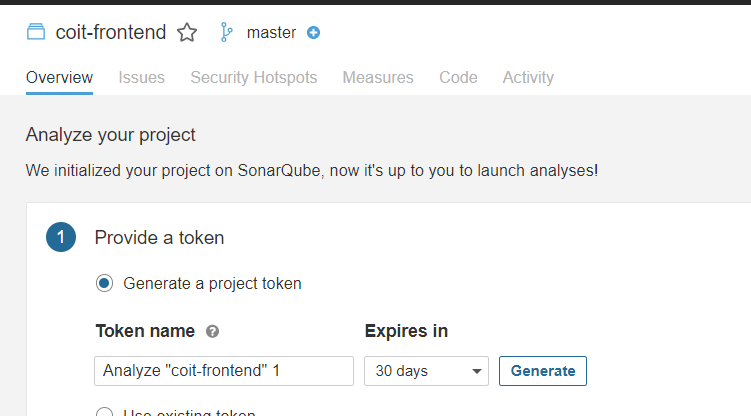 coit-frontend master
Overview Issues Security Hotspots Measures Code Activity
Analyze your project
We initialized your project on SonarQube, now it's up to you to launch analyses!
1 Provide a token
Generate a project token
Token name ? Expires in
Analyze "coit-frontend" 1 30 days Generate
Use existing token